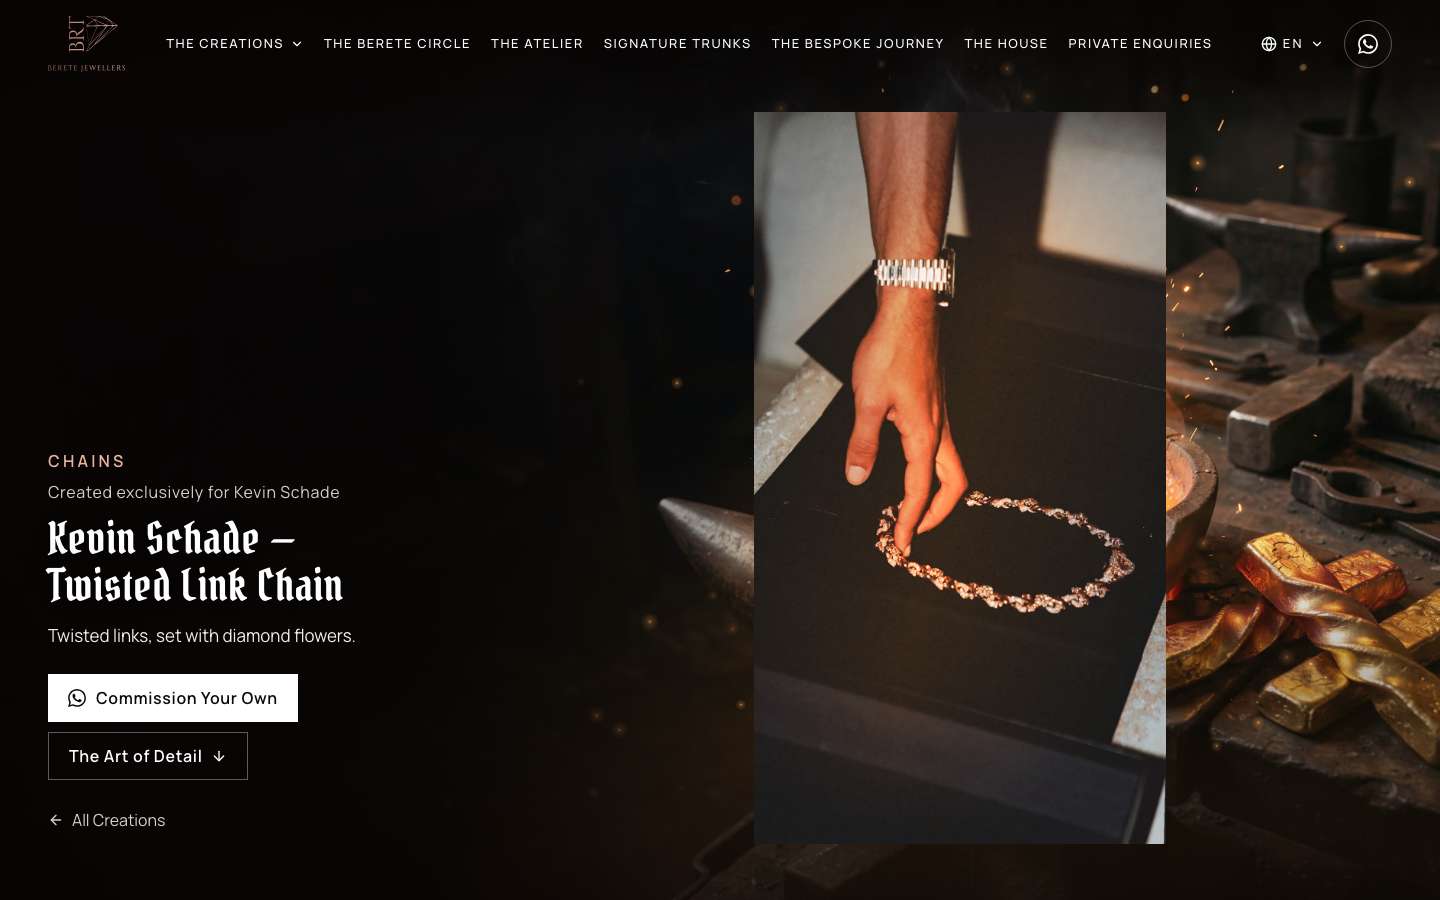 BRT
BERETE JEWELLERS
THE CREATIONS
THE BERETE CIRCLE
THE ATELIER
SIGNATURE TRUNKS
THE BESPOKE JOURNEY
THE HOUSE
PRIVATE ENQUIRIES
EN
CHAINS
Created exclusively for Kevin Schade
Kevin Schade —
Twisted Link Chain
Twisted links, set with diamond flowers.
Commission Your Own
The Art of Detail
All Creations